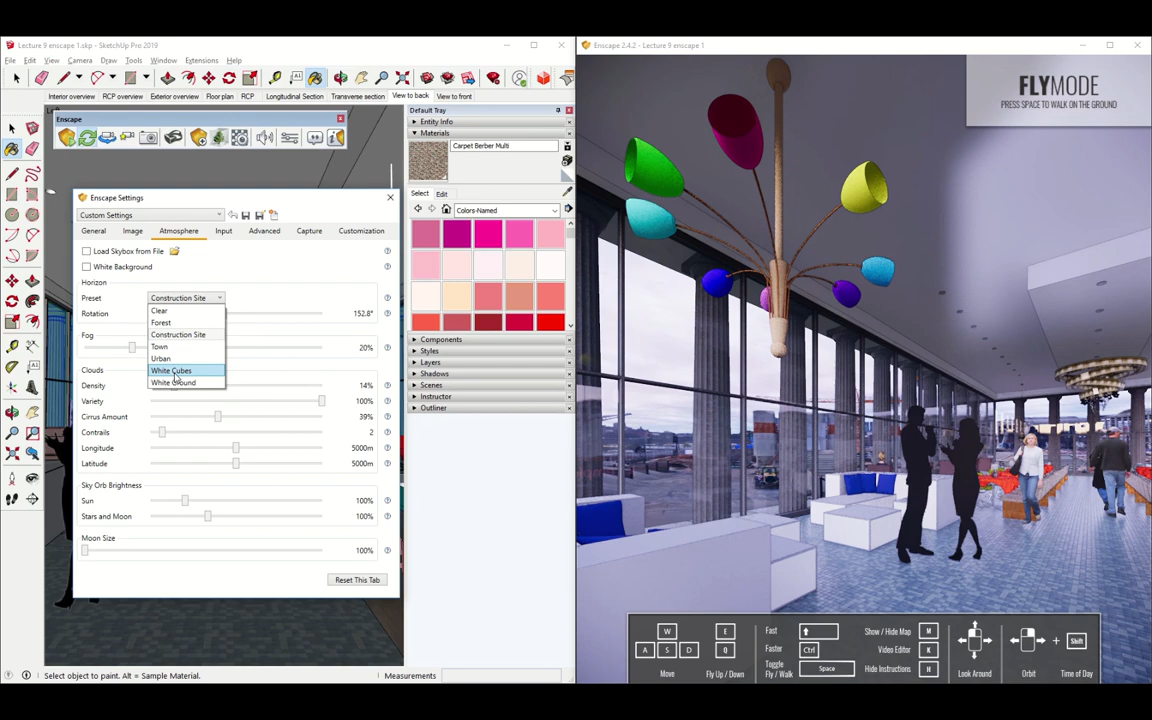 Lecture 9 enscape 1.skp - SketchUp Pro 2019
File Edit View Camera Draw Tools Window Extensions Help
Interior overview RCP overview Exterior overview Floor plan RCP Longitudinal Section Transverse section View to back View to front
Enscape
Enscape Settings
Custom Settings
General Image Atmosphere Input Advanced Capture Customization
Load Skybox from File
White Background
Horizon
Preset Construction Site
Clear
Rotation 152.8°
Forest
Construction Site
Fog
Town
20%
Urban
Clouds
White Cubes
White Ground
Density 14%
Variety 100%
Cirrus Amount 39%
Contrails 2
Longitude 5000m
Latitude 5000m
Sky Orb Brightness
Sun 100%
Stars and Moon 100%
Moon Size
100%
Reset This Tab
Default Tray
Entity Info
Materials
Carpet Berber Multi
Select Edit
Colors-Named
Components
Styles
Layers
Shadows
Scenes
Instructor
Outliner
Select object to paint. Alt = Sample Material.
Measurements
Enscape 2.4.2 - Lecture 9 enscape 1
FLYMODE
PRESS SPACE TO WALK ON THE GROUND
W
A S D
Move
E
Q
Fly Up / Down
Fast
Faster Ctrl
Toggle
Fly / Walk Space
Show / Hide Map M
Video Editor K
Hide Instructions H
Look Around
Orbit
+ Shift
Time of Day